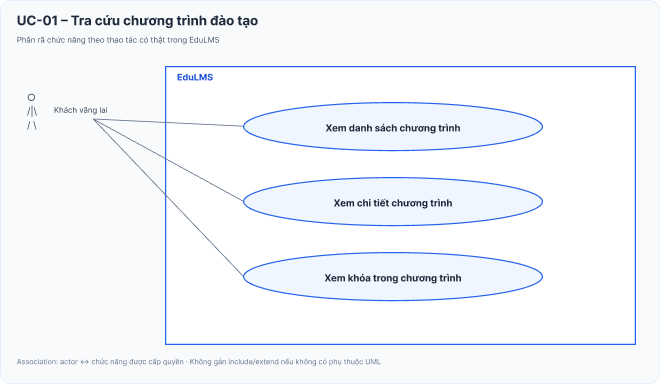 UC-01 – Tra cứu chương trình đào tạo
Phân rã chức năng theo thao tác có thật trong EduLMS
EduLMS
Khách vãng lai
Xem danh sách chương trình
Xem chi tiết chương trình
Xem khóa trong chương trình
Association: actor ↔ chức năng được cấp quyền · Không gán include/extend nếu không có phụ thuộc UML